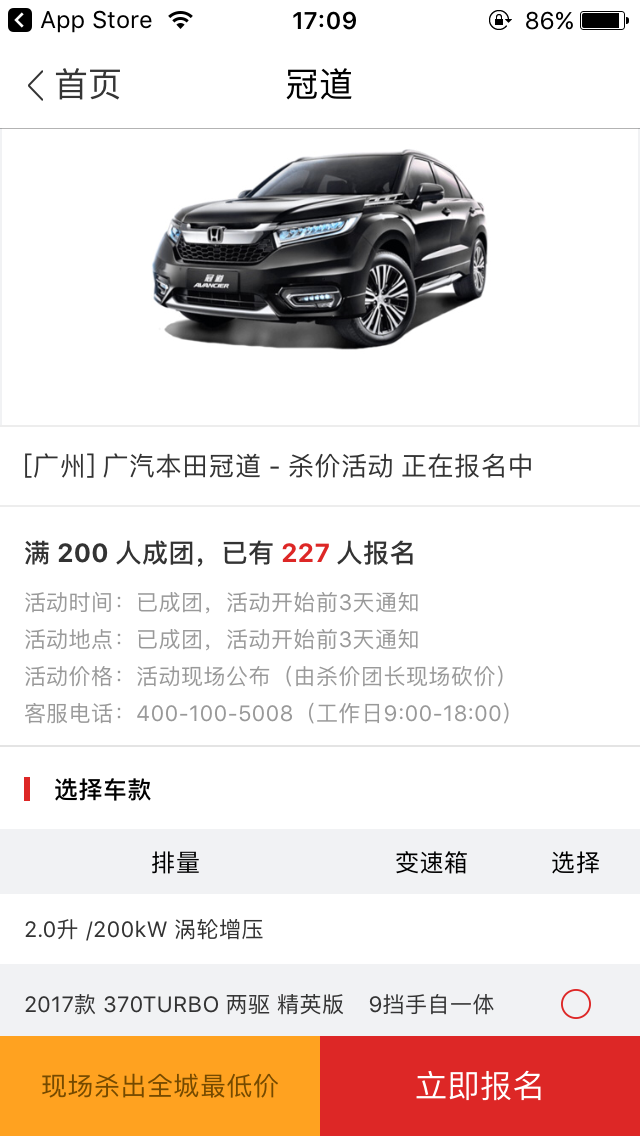 App Store 17:09 86%
首页 冠道
冠道
AVANCIER
[广州] 广汽本田冠道 - 杀价活动 正在报名中
满 200 人成团，已有 227 人报名
活动时间：已成团，活动开始前3天通知
活动地点：已成团，活动开始前3天通知
活动价格：活动现场公布（由杀价团长现场砍价）
客服电话：400-100-5008（工作日9:00-18:00）
选择车款
排量 变速箱 选择
2.0升 /200kW 涡轮增压
2017款 370TURBO 两驱 精英版 9挡手自一体
现场杀出全城最低价 立即报名